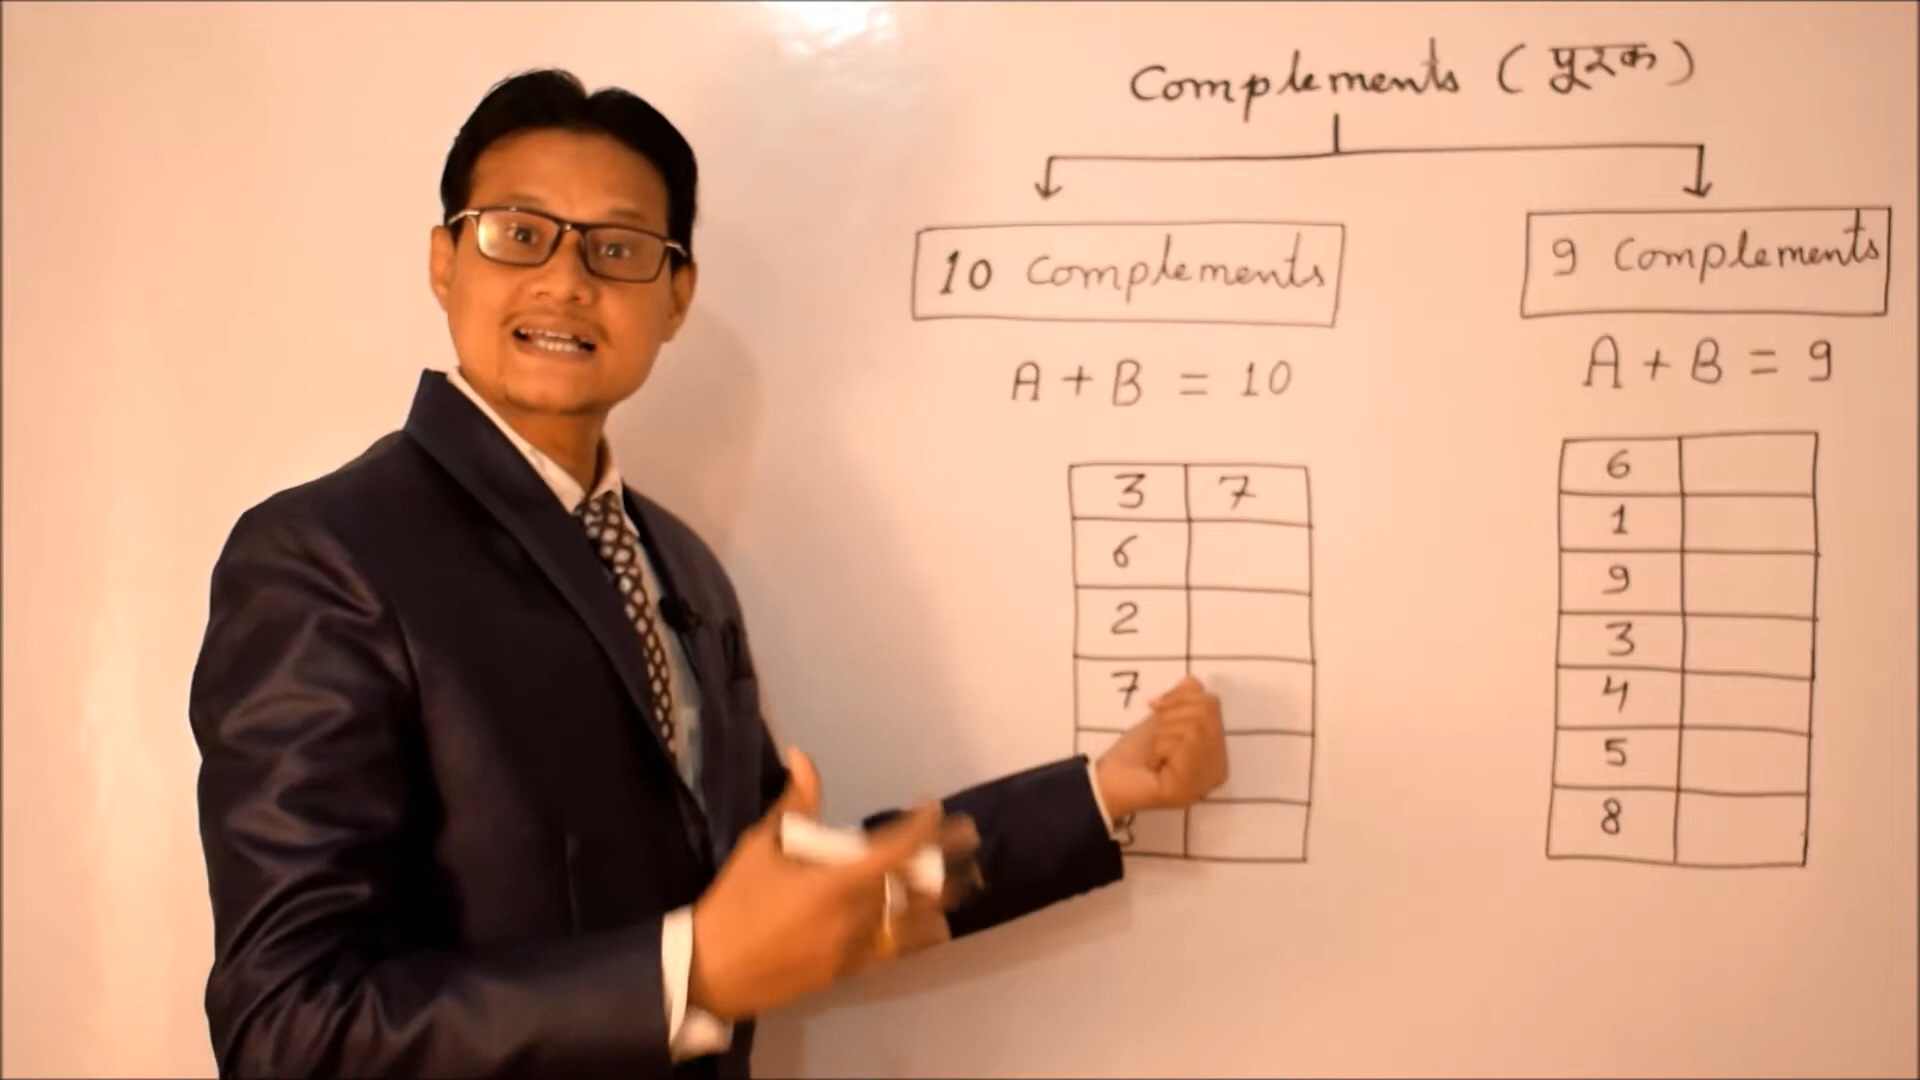 Complements (पूरक)
10 Complements
A + B = 10
3 7
6
2
7
9 Complements
A + B = 9
6
1
9
3
4
5
8